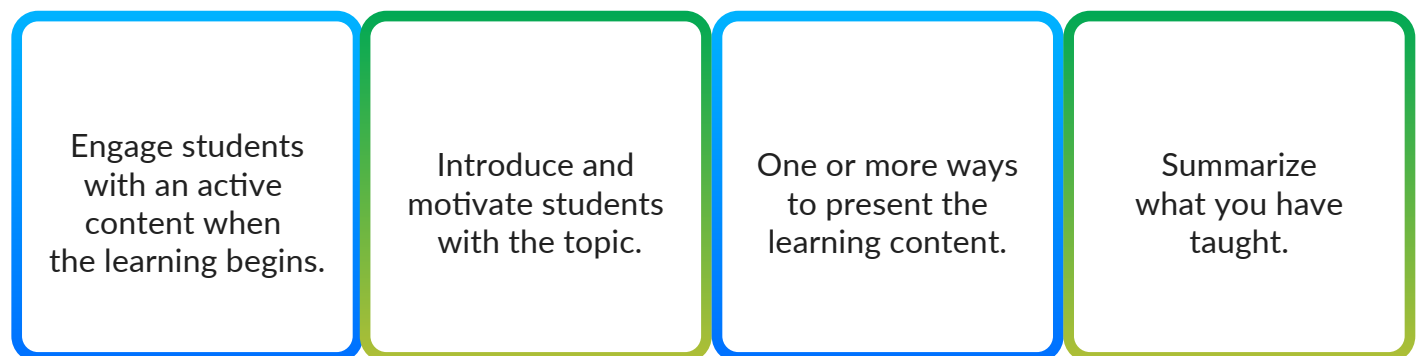 Engage students
with an active
content when
the learning begins.
Introduce and
motivate students
with the topic.
One or more ways
to present the
learning content.
Summarize
what you have
taught.